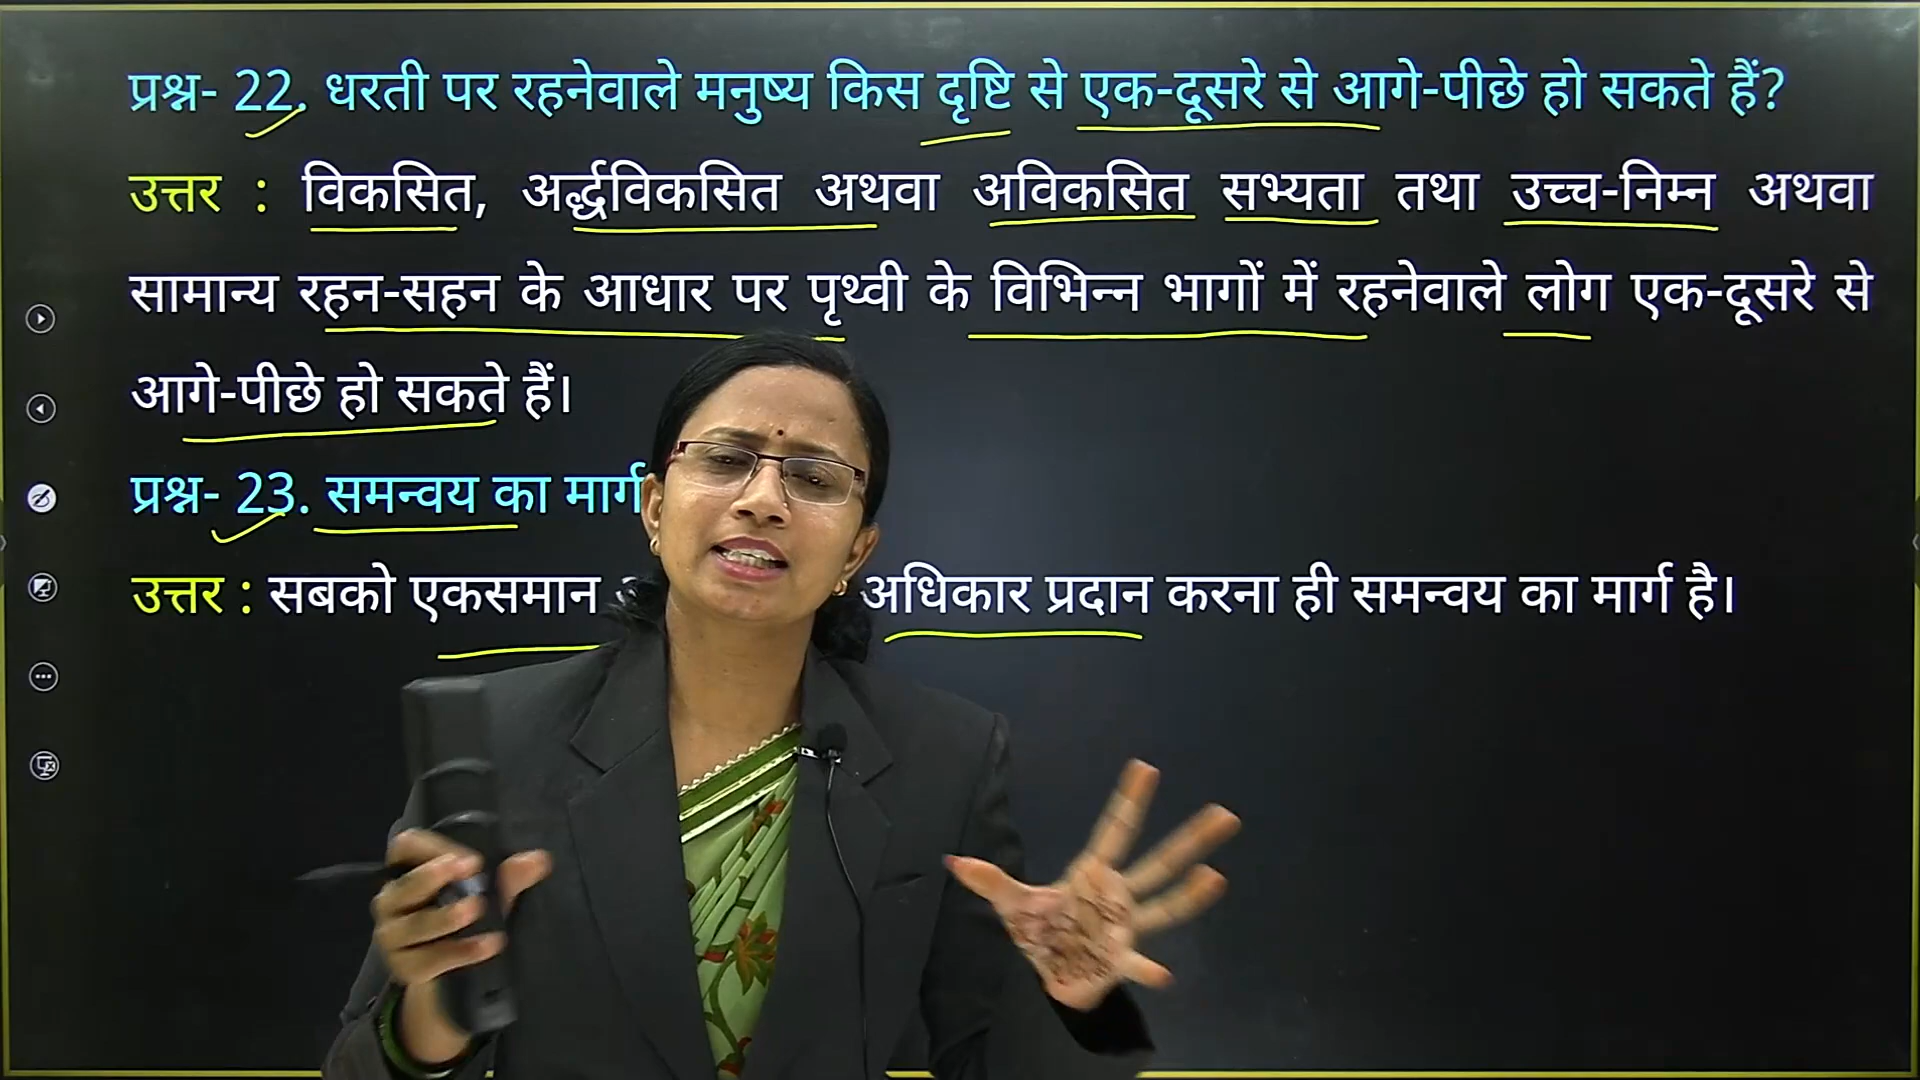 प्रश्न- 22. धरती पर रहनेवाले मनुष्य किस दृष्टि से एक-दूसरे से आगे-पीछे हो सकते हैं?
उत्तर : विकसित, अर्द्धविकसित अथवा अविकसित सभ्यता तथा उच्च-निम्न अथवा
सामान्य रहन-सहन के आधार पर पृथ्वी के विभिन्न भागों में रहनेवाले लोग एक-दूसरे से
आगे-पीछे हो सकते हैं।
प्रश्न- 23. समन्वय का मार्ग
उत्तर : सबको एकसमान अधिकार प्रदान करना ही समन्वय का मार्ग है।